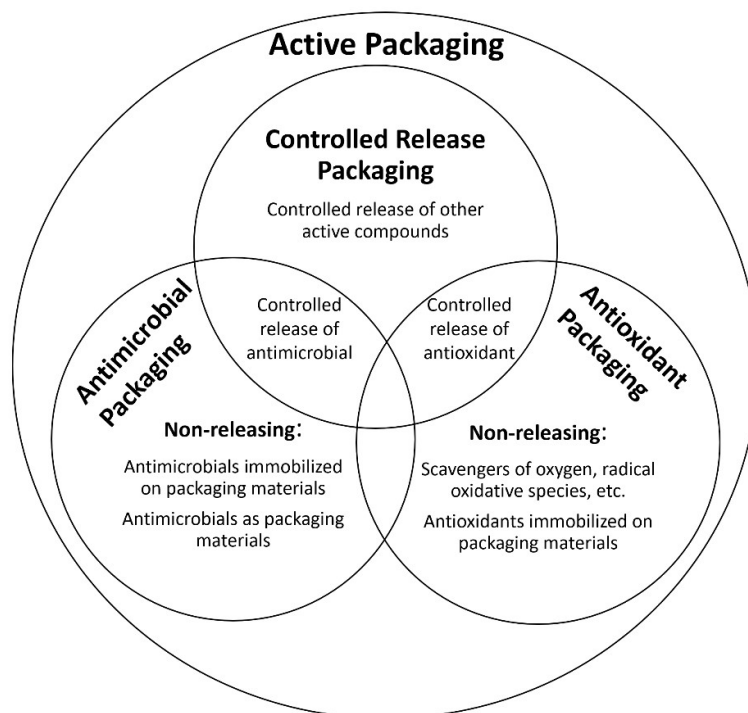 Active Packaging
Controlled Release
Packaging
Controlled release of other
active compounds
Antimicrobial
Packaging
Controlled
release of
antimicrobial
Controlled
release of
antioxidant
Antioxidant
Packaging
Non-releasing:
Antimicrobials immobilized
on packaging materials
Antimicrobials as packaging
materials
Non-releasing:
Scavengers of oxygen, radical
oxidative species, etc.
Antioxidants immobilized on
packaging materials